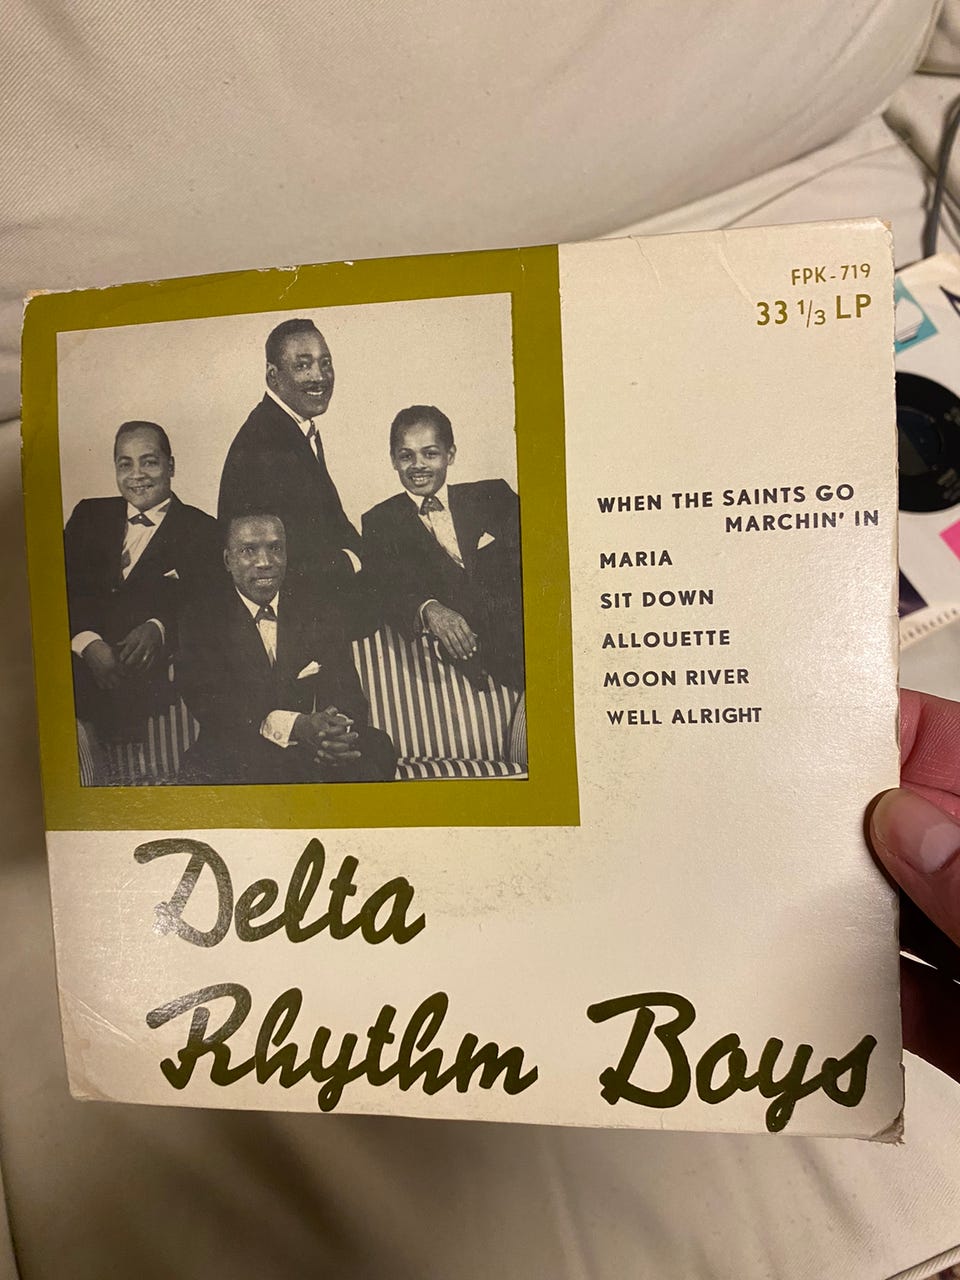 FPK-719
33 1/3 LP
WHEN THE SAINTS GO
MARCHIN' IN
MARIA
SIT DOWN
ALLOUETTE
MOON RIVER
WELL ALRIGHT
Delta
Rhythm Boys